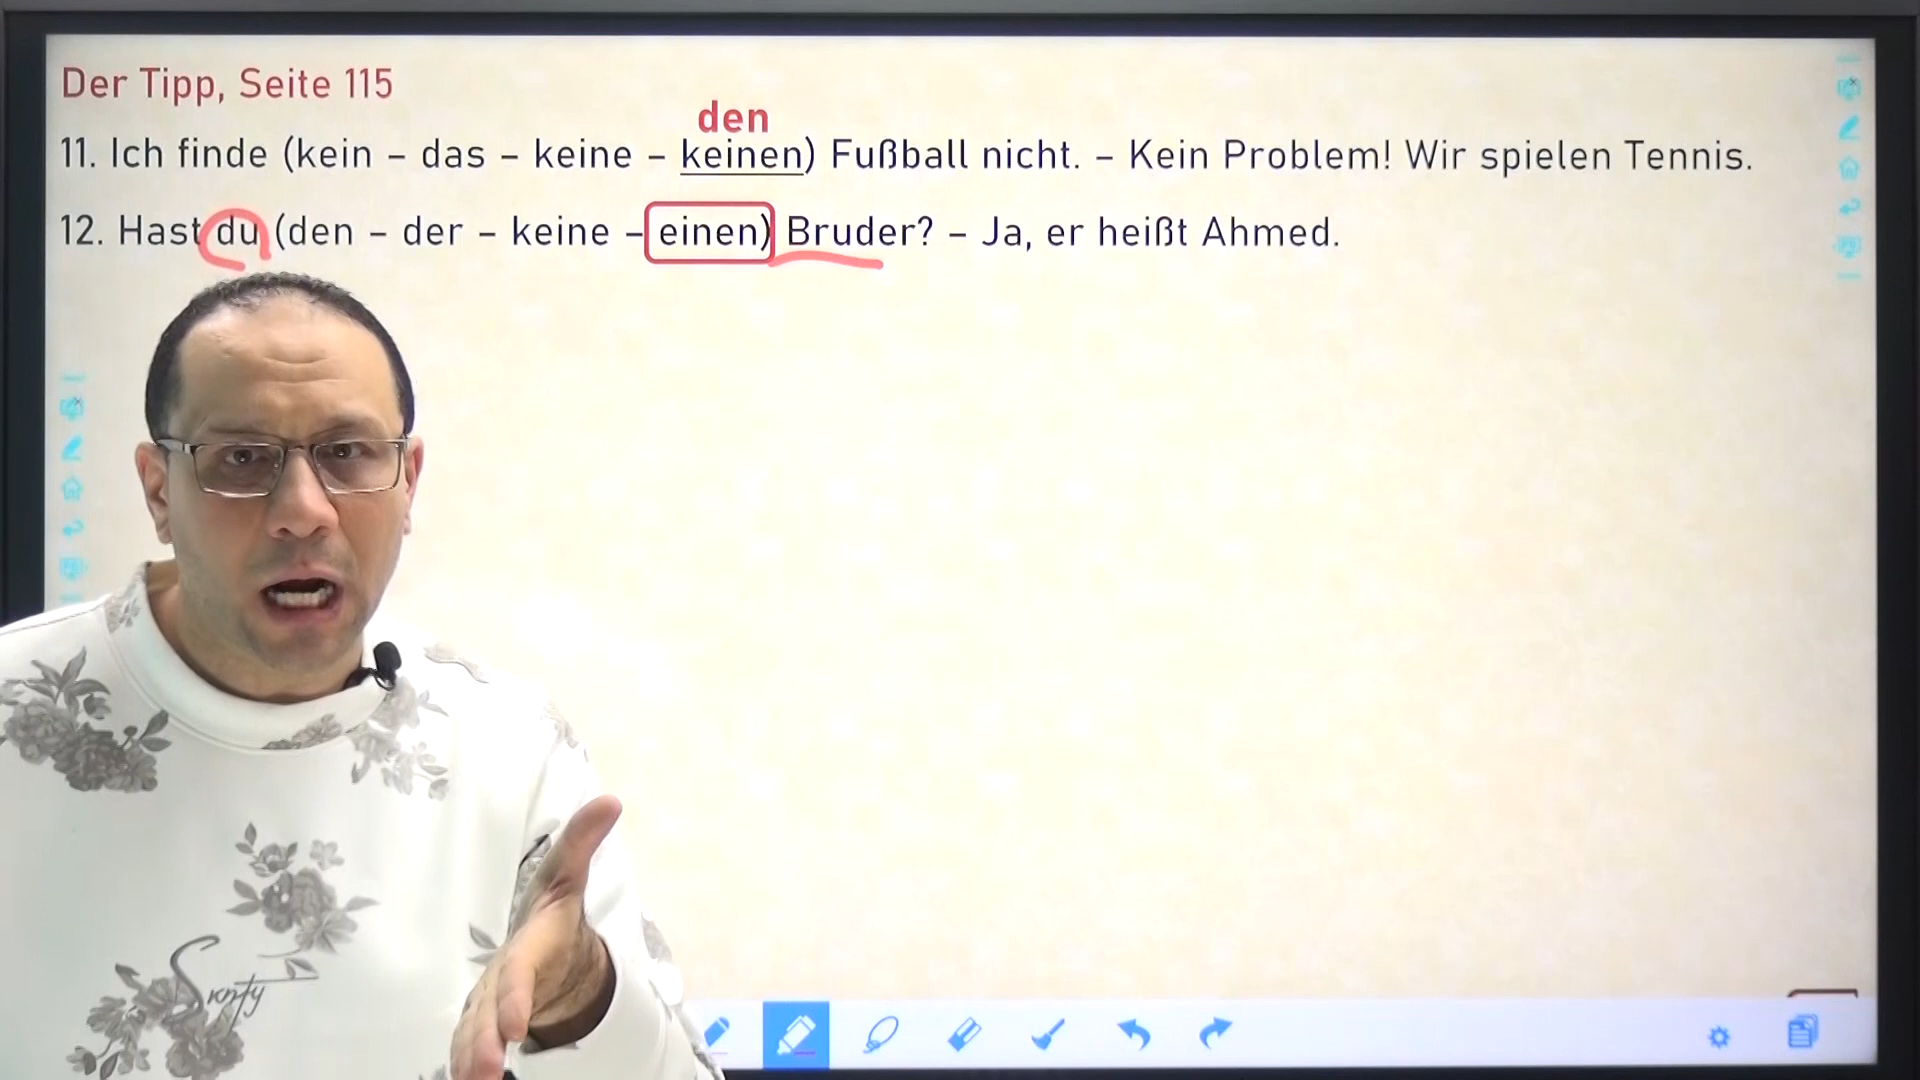 Der Tipp, Seite 115
den
11. Ich finde (kein – das – keine – keinen) Fußball nicht. – Kein Problem! Wir spielen Tennis.
12. Hast du (den – der – keine – einen) Bruder? – Ja, er heißt Ahmed.